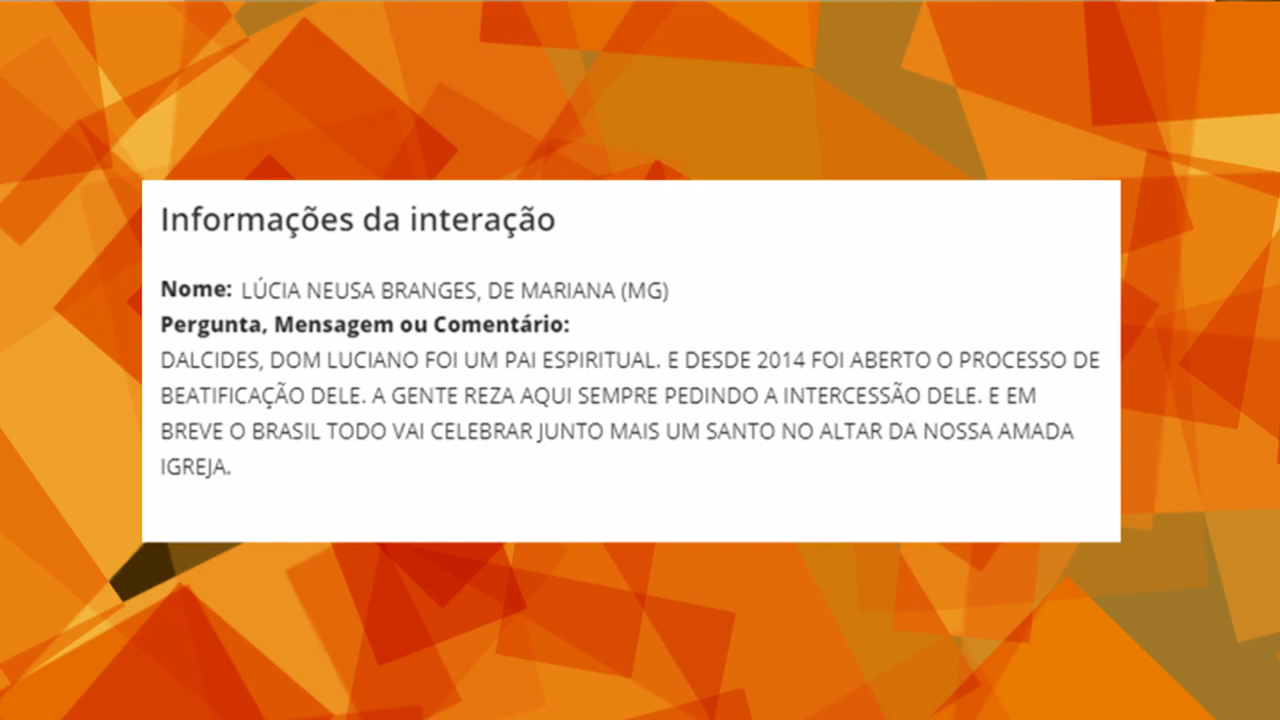 Informações da interação
Nome: LÚCIA NEUSA BRANGES, DE MARIANA (MG)
Pergunta, Mensagem ou Comentário:
DALCIDES, DOM LUCIANO FOI UM PAI ESPIRITUAL. E DESDE 2014 FOI ABERTO O PROCESSO DE
BEATIFICAÇÃO DELE. A GENTE REZA AQUI SEMPRE PEDINDO A INTERCESSÃO DELE. E EM
BREVE O BRASIL TODO VAI CELEBRAR JUNTO MAIS UM SANTO NO ALTAR DA NOSSA AMADA
IGREJA.